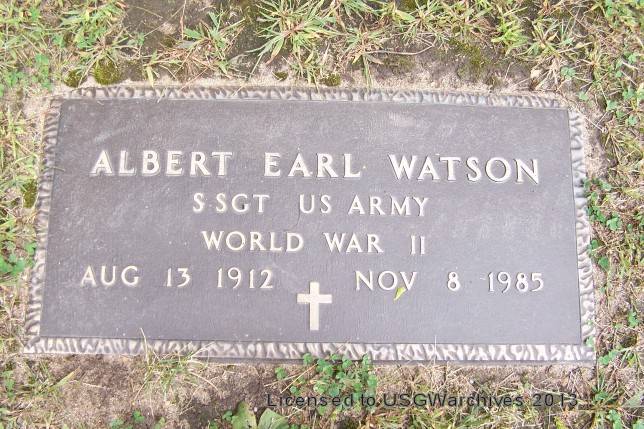 ALBERT EARL WATSON
S SGT US ARMY
WORLD WAR II
AUG 13 1912 NOV 8 1985
Licensed to USGWarchives 2013